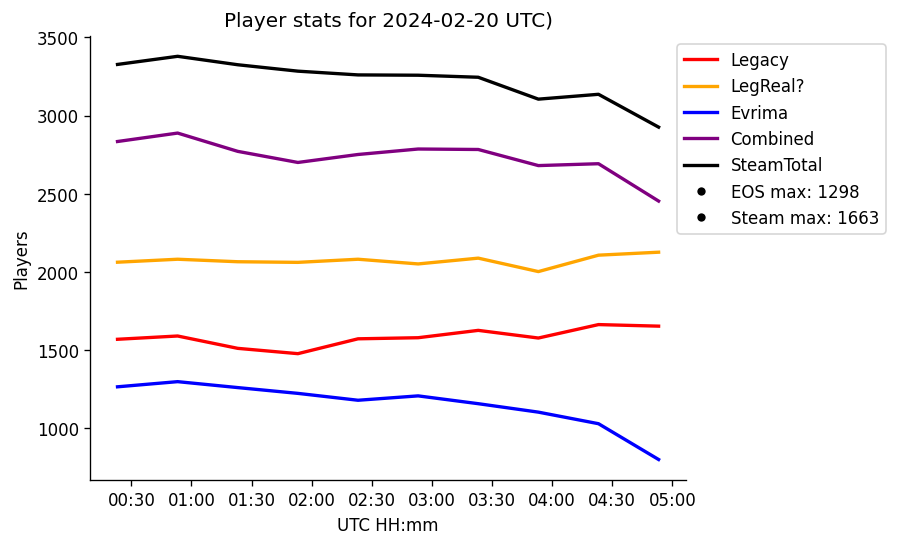 Player stats for 2024-02-20 UTC)
3500
3000
2500
2000
1500
1000
Players
00:30 01:00 01:30 02:00 02:30 03:00 03:30 04:00 04:30 05:00
UTC HH:mm
Legacy
LegReal?
Evrima
Combined
SteamTotal
EOS max: 1298
Steam max: 1663